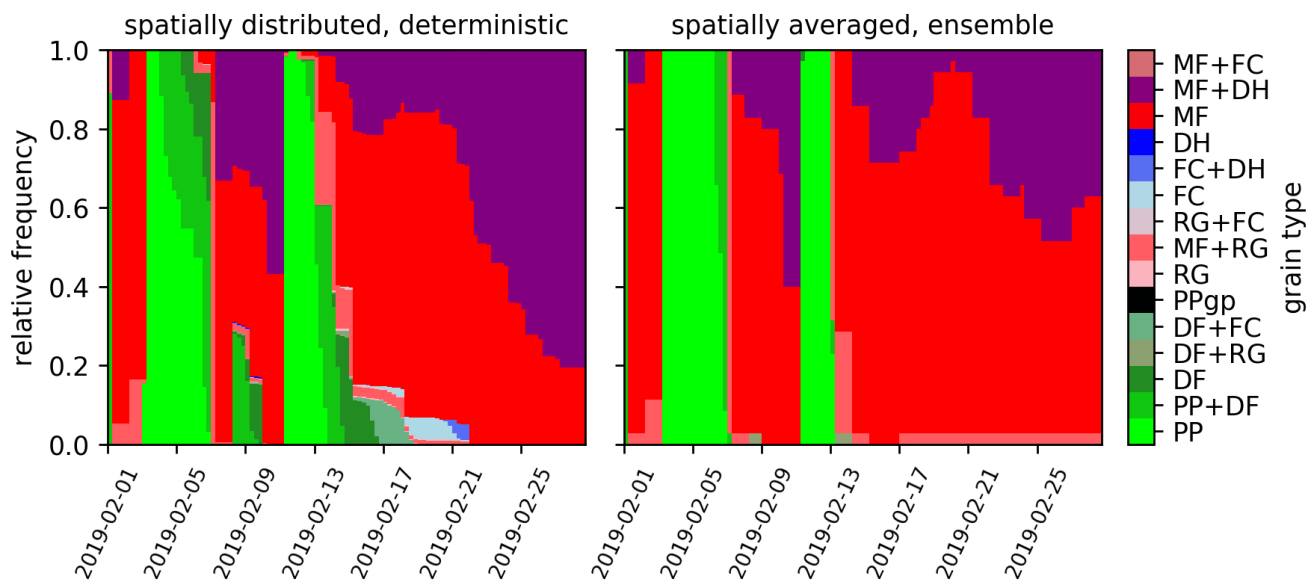 spatially distributed, deterministic
spatially averaged, ensemble
relative frequency
1.0
0.8
0.6
0.4
0.2
0.0
2019-02-01
2019-02-05
2019-02-09
2019-02-13
2019-02-17
2019-02-21
2019-02-25
2019-02-01
2019-02-05
2019-02-09
2019-02-13
2019-02-17
2019-02-21
2019-02-25
MF+FC
MF+DH
MF
DH
FC+DH
FC
RG+FC
MF+RG
RG
PPgp
DF+FC
DF+RG
DF
PP+DF
PP
grain type